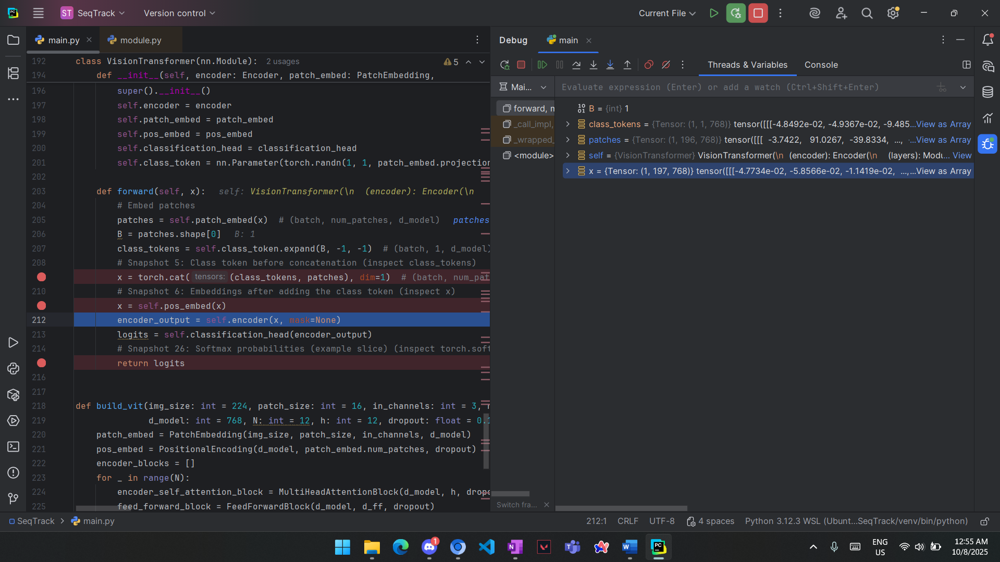 ST SeqTrack Version control Current File
main.py module.py
Debug main
Threads & Variables Console
Mai... Evaluate expression (Enter) or add a watch (Ctrl+Shift+Enter)
forward, m
_call_impl,
_wrapped_
<module>
B = {int} 1
class_tokens = {Tensor: (1, 1, 768)} tensor([[[-4.8492e-02, -4.9367e-02, -9.485...View as Array
patches = {Tensor: (1, 196, 768)} tensor([[[ -3.7422, 91.0267, -39.8334, ..., ...View as Array
self = {VisionTransformer} VisionTransformer(\n (encoder): Encoder(\n (layers): Modu... View
x = {Tensor: (1, 197, 768)} tensor([[[-4.7734e-02, -5.8566e-02, -1.1419e-02, ...,...View as Array
Switch fra...
192 class VisionTransformer(nn.Module): 2 usages 5
194 def __init__(self, encoder: Encoder, patch_embed: PatchEmbedding,
196 super().__init__()
197 self.encoder = encoder
198 self.patch_embed = patch_embed
199 self.pos_embed = pos_embed
200 self.classification_head = classification_head
201 self.class_token = nn.Parameter(torch.randn(1, 1, patch_embed.projection
202
203 def forward(self, x): self: VisionTransformer(\n (encoder): Encoder(\n
204 # Embed patches
205 patches = self.patch_embed(x) # (batch, num_patches, d_model) patches
206 B = patches.shape[0] B: 1
207 class_tokens = self.class_token.expand(B, -1, -1) # (batch, 1, d_model)
208 # Snapshot 5: Class token before concatenation (inspect class_tokens)
x = torch.cat( tensors: (class_tokens, patches), dim=1) # (batch, num_pat
210 # Snapshot 6: Embeddings after adding the class token (inspect x)
x = self.pos_embed(x)
212 encoder_output = self.encoder(x, mask=None)
213 logits = self.classification_head(encoder_output)
214 # Snapshot 26: Softmax probabilities (example slice) (inspect torch.soft
return logits
216
217
218 def build_vit(img_size: int = 224, patch_size: int = 16, in_channels: int = 3,
219 d_model: int = 768, N: int = 12, h: int = 12, dropout: float = 0.1
220 patch_embed = PatchEmbedding(img_size, patch_size, in_channels, d_model)
221 pos_embed = PositionalEncoding(d_model, patch_embed.num_patches, dropout)
222 encoder_blocks = []
223 for _ in range(N):
224 encoder_self_attention_block = MultiHeadAttentionBlock(d_model, h, drop
225 feed_forward_block = FeedForwardBlock(d_model, d_ff, dropout)
SeqTrack > main.py 212:1 CRLF UTF-8 4 spaces Python 3.12.3 WSL (Ubunt...SeqTrack/venv/bin/python)
1 ENG US 12:55 AM
10/8/2025